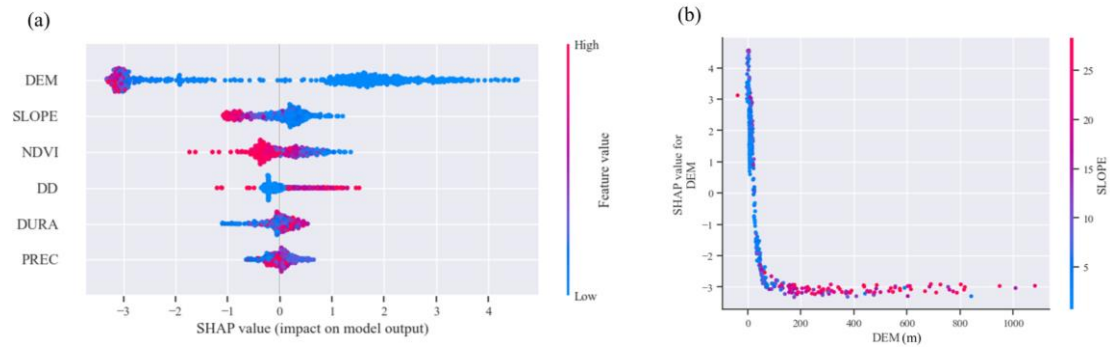 (a)
High
DEM
SLOPE
NDVI
DD
DURA
PREC
Feature value
Low
−3 −2 −1 0 1 2 3 4
SHAP value (impact on model output)
(b)
4
3
2
1
0
−1
−2
−3
SHAP value for
DEM
0 200 400 600 800 1000
DEM (m)
25
20
15
10
5
SLOPE